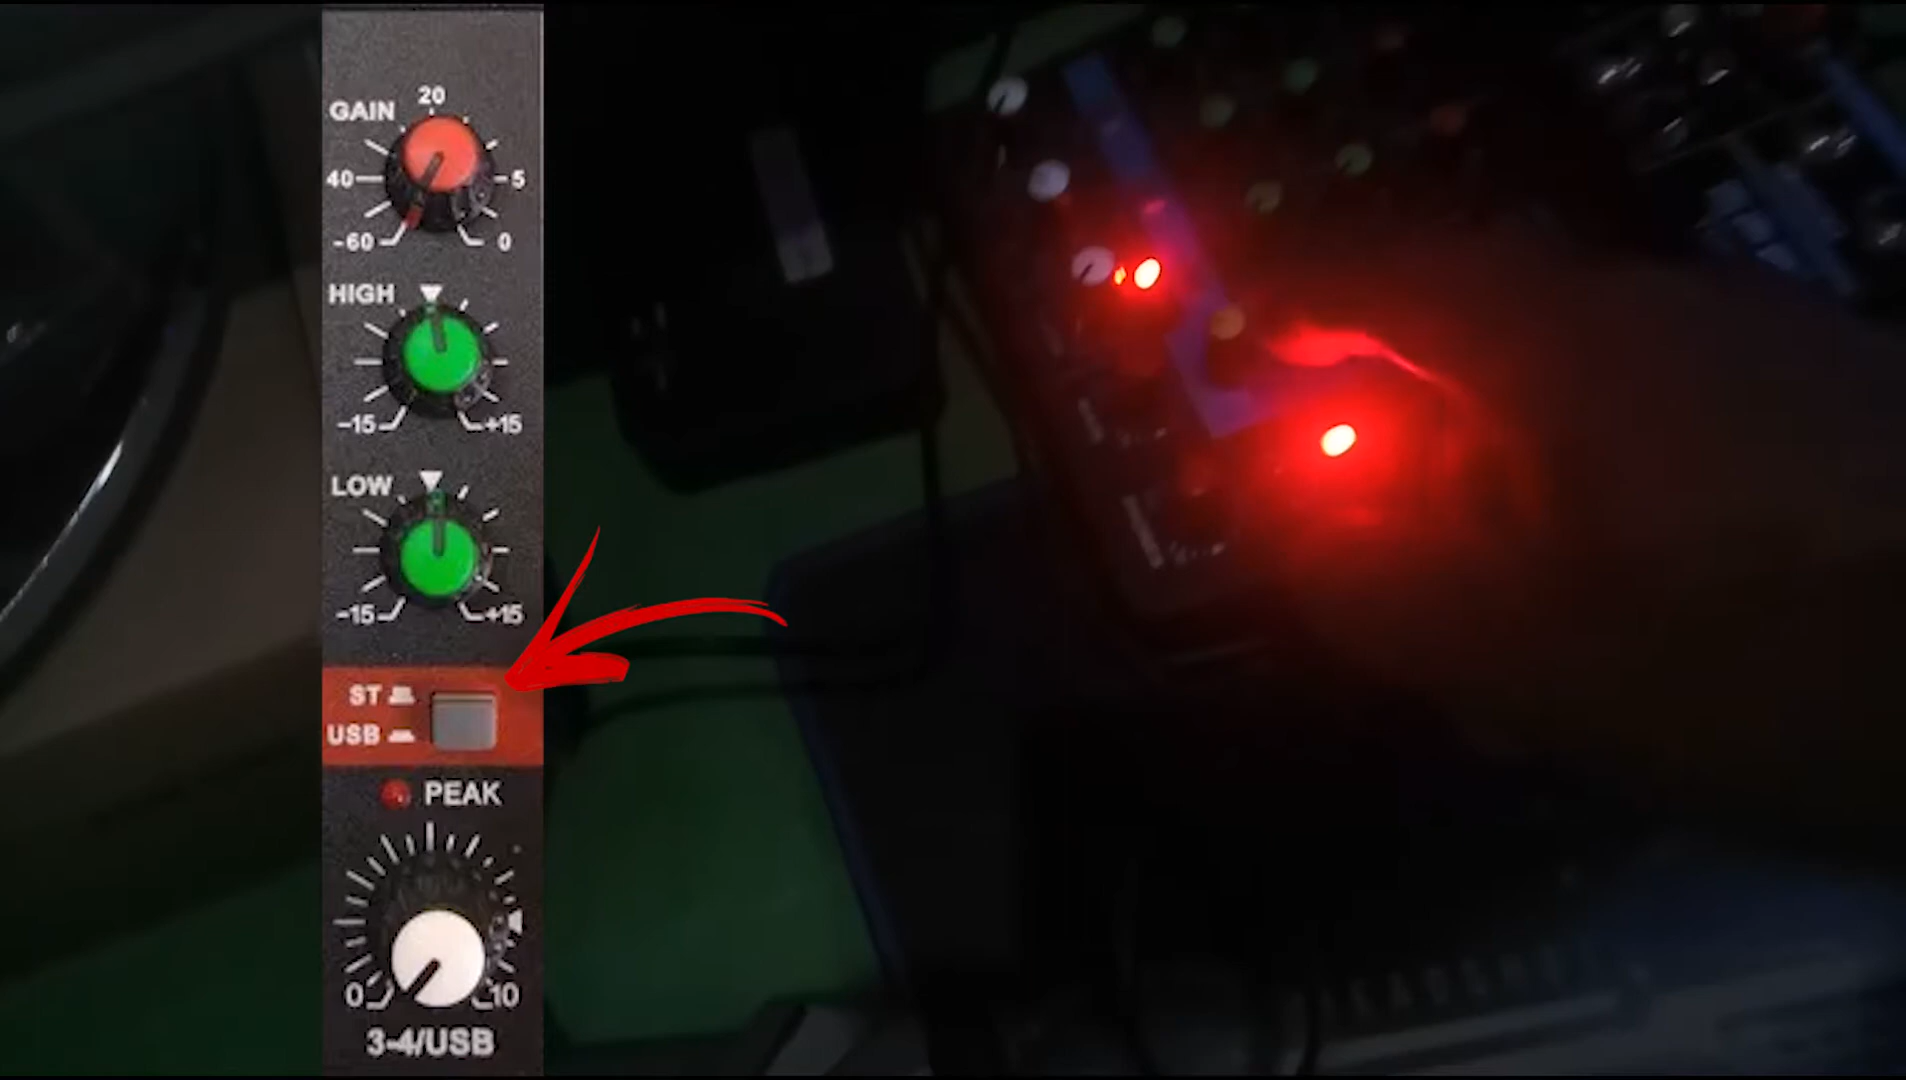 20
GAIN
40 5
-60 0
HIGH
-15 +15
LOW
-15 +15
ST
USB
PEAK
0 10
3-4/USB